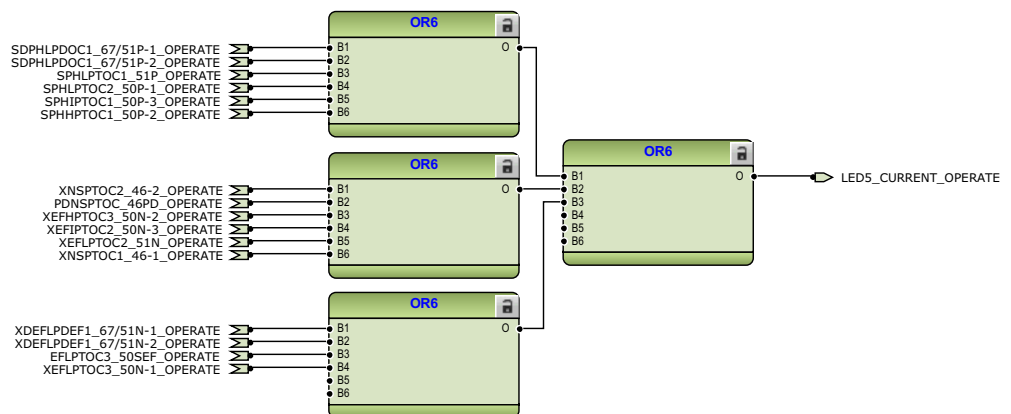 OR6
SDPHLPDOC1_67/51P-1_OPERATE B1 O
SDPHLPDOC1_67/51P-2_OPERATE B2
SPHLPTOC1_51P_OPERATE B3
SPHLPTOC2_50P-1_OPERATE B4
SPHIPTOC1_50P-3_OPERATE B5
SPHHPTOC1_50P-2_OPERATE B6
OR6
XNSPTOC2_46-2_OPERATE B1 O
PDNSPTOC_46PD_OPERATE B2
XEFHPTOC3_50N-2_OPERATE B3
XEFIPTOC2_50N-3_OPERATE B4
XEFLPTOC2_51N_OPERATE B5
XNSPTOC1_46-1_OPERATE B6
OR6
B1 O LED5_CURRENT_OPERATE
B2
B3
B4
B5
B6
OR6
XDEFLPDEF1_67/51N-1_OPERATE B1 O
XDEFLPDEF1_67/51N-2_OPERATE B2
EFLPTOC3_50SEF_OPERATE B3
XEFLPTOC3_50N-1_OPERATE B4
B5
B6